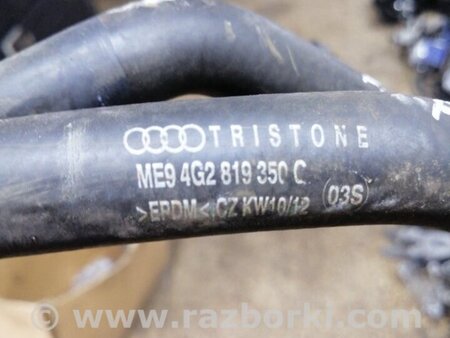 TRISTONE
ME9 4G2 819 350 C
>EPDM< CZ KW10/12 03S
www.razborki.com